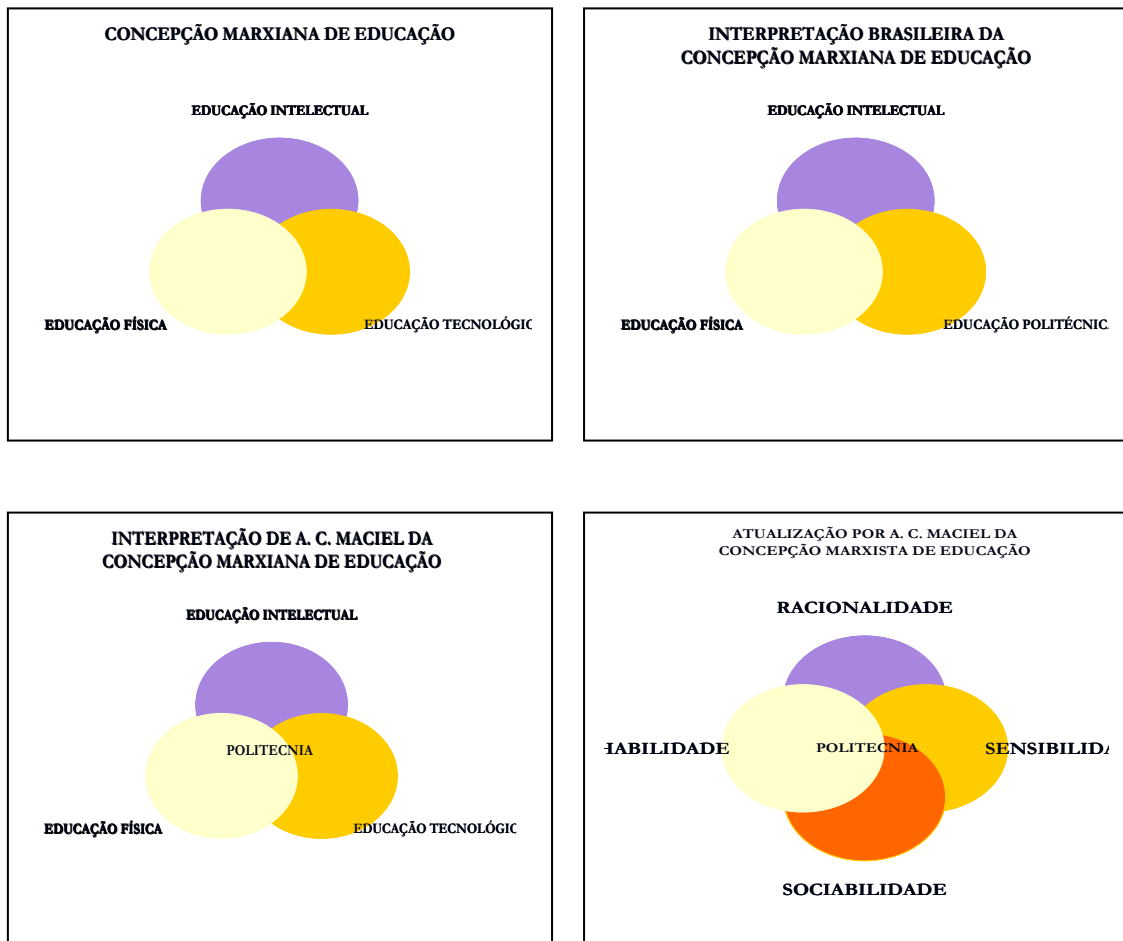 CONCEPÇÃO MARXIANA DE EDUCAÇÃO
EDUCAÇÃO INTELECTUAL
EDUCAÇÃO FÍSICA
EDUCAÇÃO TECNOLÓGIC
INTERPRETAÇÃO BRASILEIRA DA
CONCEPÇÃO MARXIANA DE EDUCAÇÃO
EDUCAÇÃO INTELECTUAL
EDUCAÇÃO FÍSICA
EDUCAÇÃO POLITÉCNIC
INTERPRETAÇÃO DE A. C. MACIEL DA
CONCEPÇÃO MARXIANA DE EDUCAÇÃO
EDUCAÇÃO INTELECTUAL
POLITECNIA
EDUCAÇÃO FÍSICA
EDUCAÇÃO TECNOLÓGIC
ATUALIZAÇÃO POR A. C. MACIEL DA
CONCEPÇÃO MARXISTA DE EDUCAÇÃO
RACIONALIDADE
HABILIDADE
POLITECNIA
SENSIBILIDA
SOCIABILIDADE